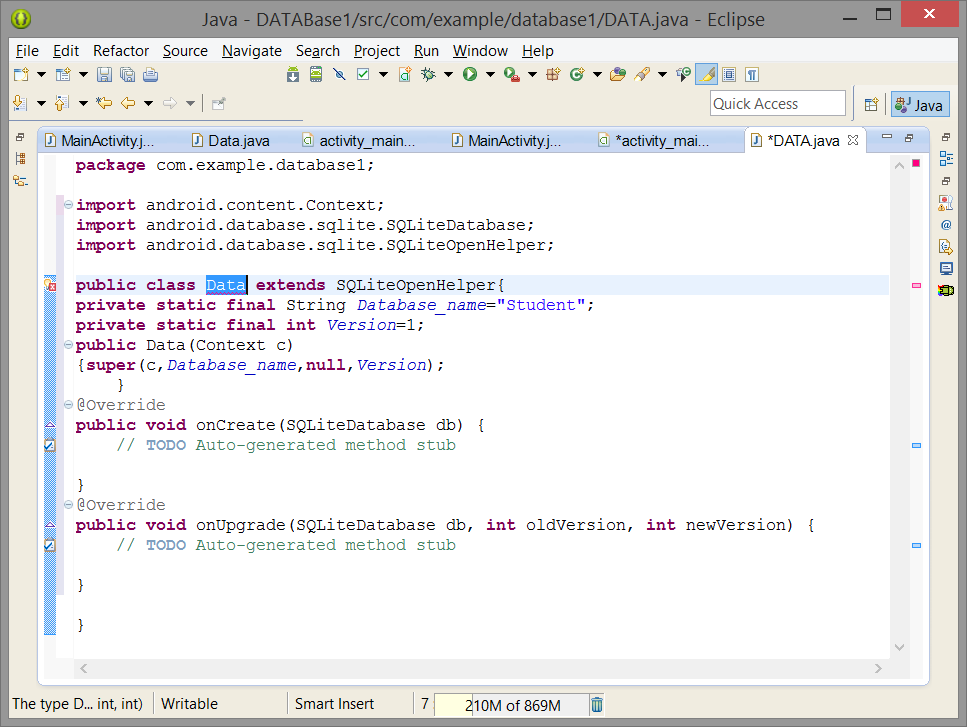 Java - DATABase1/src/com/example/database1/DATA.java - Eclipse
File Edit Refactor Source Navigate Search Project Run Window Help
Quick Access
Java
MainActivity.j... Data.java activity_main... MainActivity.j... *activity_mai... *DATA.java
package com.example.database1;
import android.content.Context;
import android.database.sqlite.SQLiteDatabase;
import android.database.sqlite.SQLiteOpenHelper;
public class Data extends SQLiteOpenHelper{
private static final String Database_name="Student";
private static final int Version=1;
public Data(Context c)
{super(c,Database_name,null,Version);
}
@Override
public void onCreate(SQLiteDatabase db) {
// TODO Auto-generated method stub
}
@Override
public void onUpgrade(SQLiteDatabase db, int oldVersion, int newVersion) {
// TODO Auto-generated method stub
}
}
The type D... int, int) Writable Smart Insert 7 210M of 869M